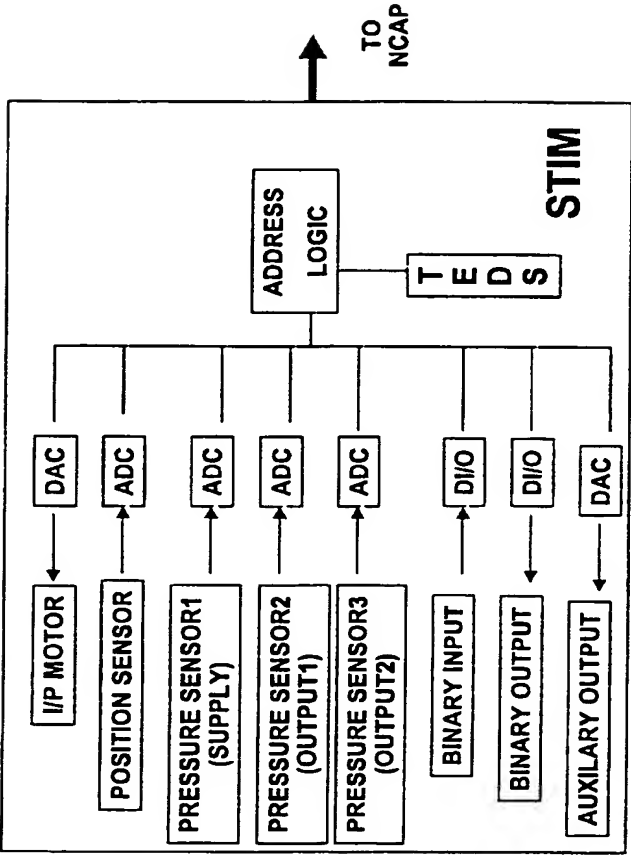 I/P MOTOR
DAC
POSITION SENSOR
ADC
PRESSURE SENSOR1
(SUPPLY)
ADC
PRESSURE SENSOR2
(OUTPUT1)
ADC
PRESSURE SENSOR3
(OUTPUT2)
ADC
BINARY INPUT
DI/O
BINARY OUTPUT
DI/O
AUXILARY OUTPUT
DAC
ADDRESS
LOGIC
TEDS
STIM
TO
NCAP